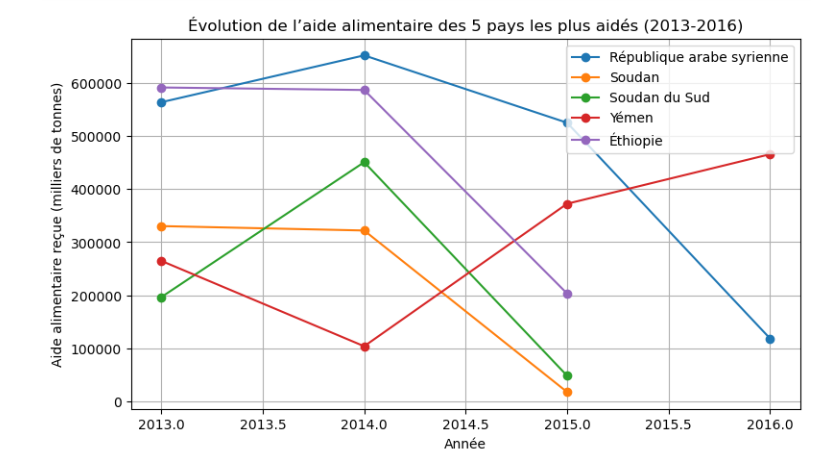 Évolution de l’aide alimentaire des 5 pays les plus aidés (2013-2016)
République arabe syrienne
Soudan
Soudan du Sud
Yémen
Éthiopie
Aide alimentaire reçue (milliers de tonnes)
600000
500000
400000
300000
200000
100000
0
2013.0 2013.5 2014.0 2014.5 2015.0 2015.5 2016.0
Année